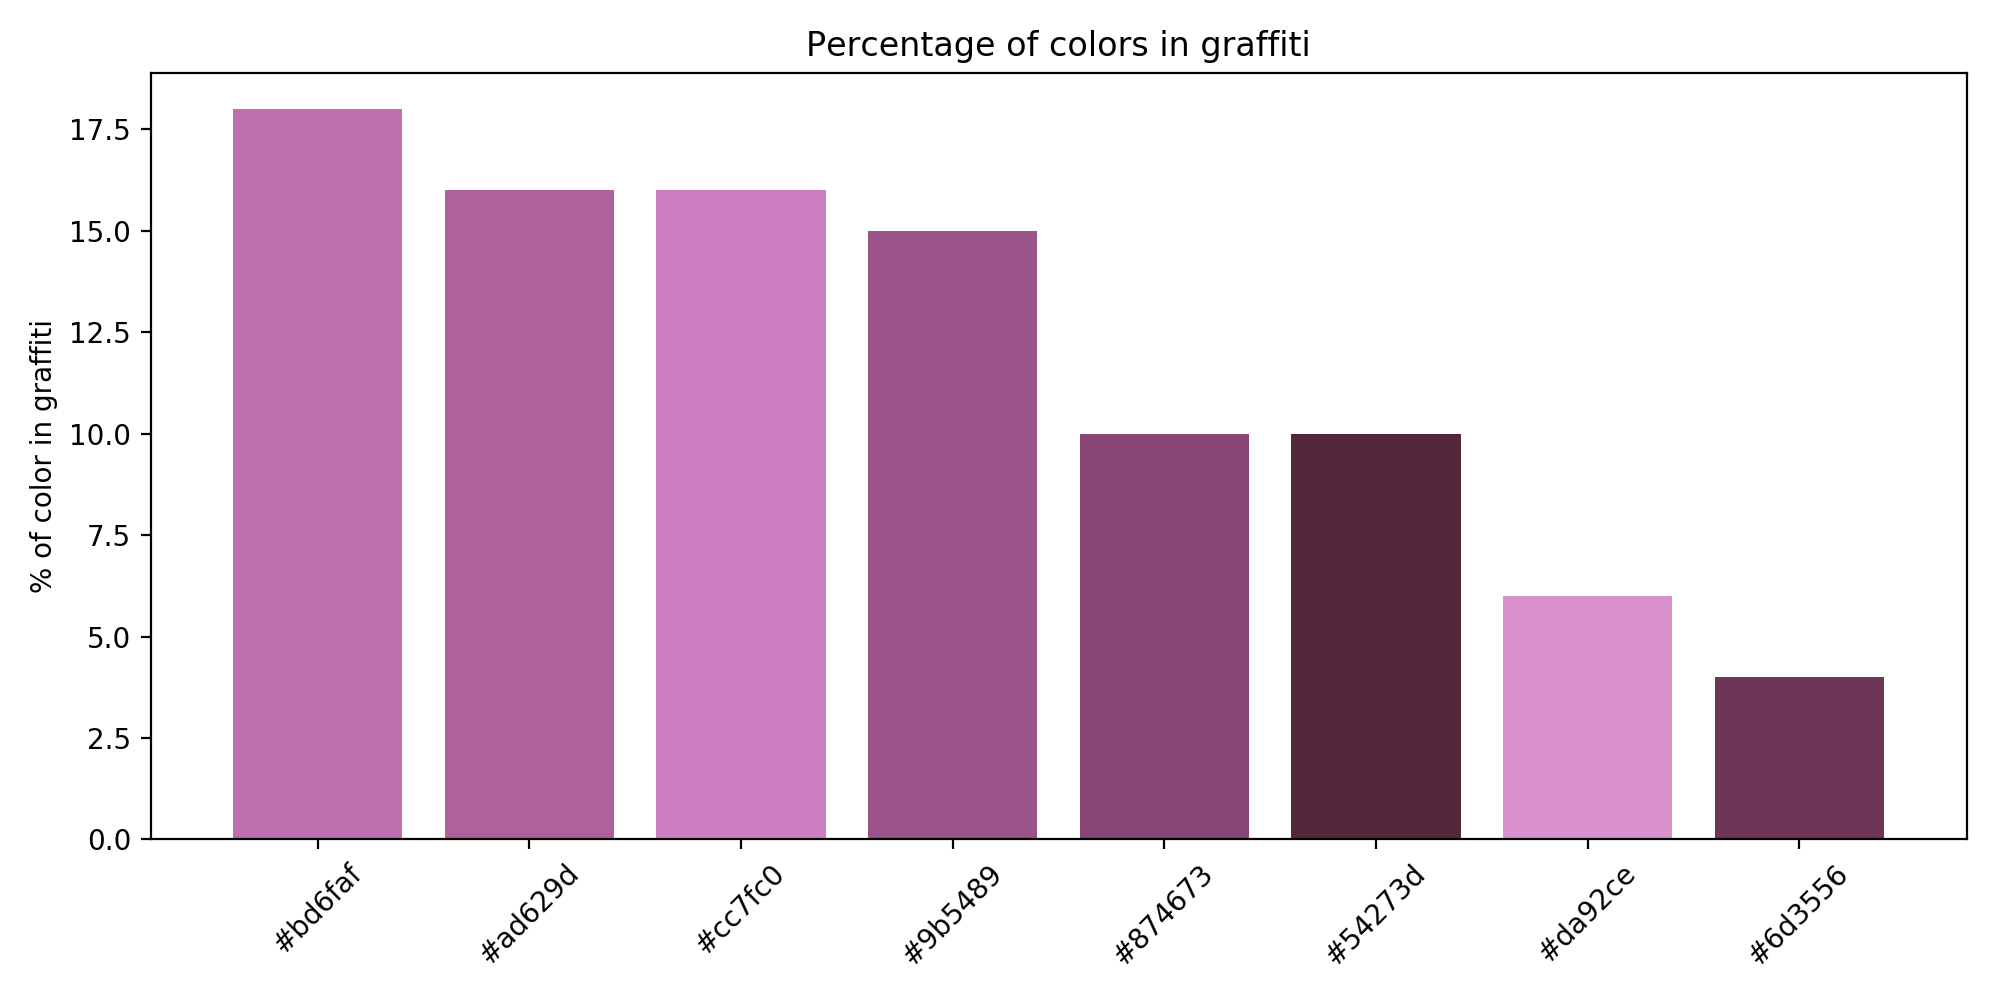 Percentage of colors in graffiti
% of color in graffiti
17.5
15.0
12.5
10.0
7.5
5.0
2.5
0.0
#bd6faf
#ad629d
#cc7fc0
#9b5489
#874673
#54273d
#da92ce
#6d3556